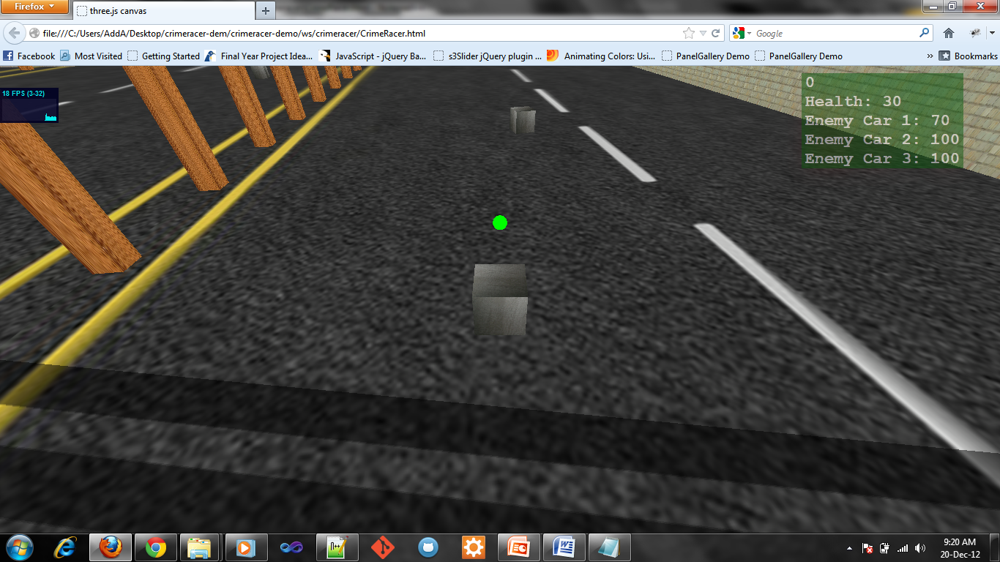 Firefox
three.js canvas
file:///C:/Users/AddA/Desktop/crimeracer-dem/crimeracer-demo/ws/crimeracer/CrimeRacer.html
Google
Facebook
Most Visited
Getting Started
Final Year Project Idea...
JavaScript - jQuery Ba...
s3Slider jQuery plugin ...
Animating Colors: Usi...
PanelGallery Demo
PanelGallery Demo
»
Bookmarks
18 FPS (3-32)
0
Health: 30
Enemy Car 1: 70
Enemy Car 2: 100
Enemy Car 3: 100
9:20 AM
20-Dec-12